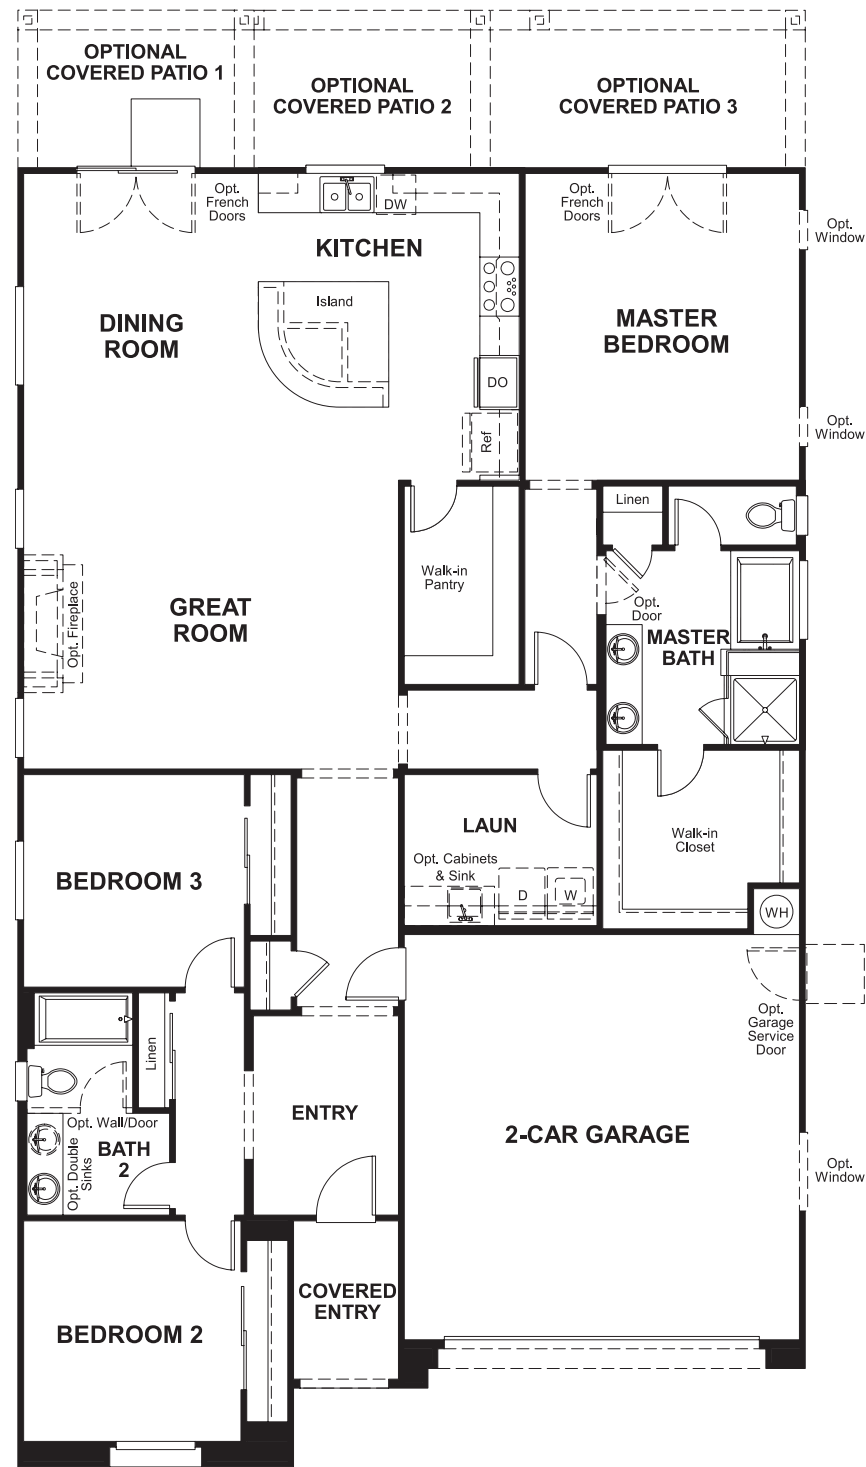 OPTIONAL
COVERED PATIO 1
OPTIONAL
COVERED PATIO 2
OPTIONAL
COVERED PATIO 3
Opt.
French
Doors
DW
Opt.
French
Doors
Opt.
Window
KITCHEN
Island
DINING
ROOM
MASTER
BEDROOM
DO
Ref
Opt.
Window
Linen
Walk-in
Pantry
Opt. Fireplace
GREAT
ROOM
Opt.
Door
MASTER
BATH
LAUN
Opt. Cabinets
& Sink
D
W
Walk-in
Closet
WH
BEDROOM 3
Opt.
Garage
Service
Door
Linen
Opt. Wall/Door
BATH
2
Opt. Double
Sinks
ENTRY
2-CAR GARAGE
Opt.
Window
COVERED
ENTRY
BEDROOM 2